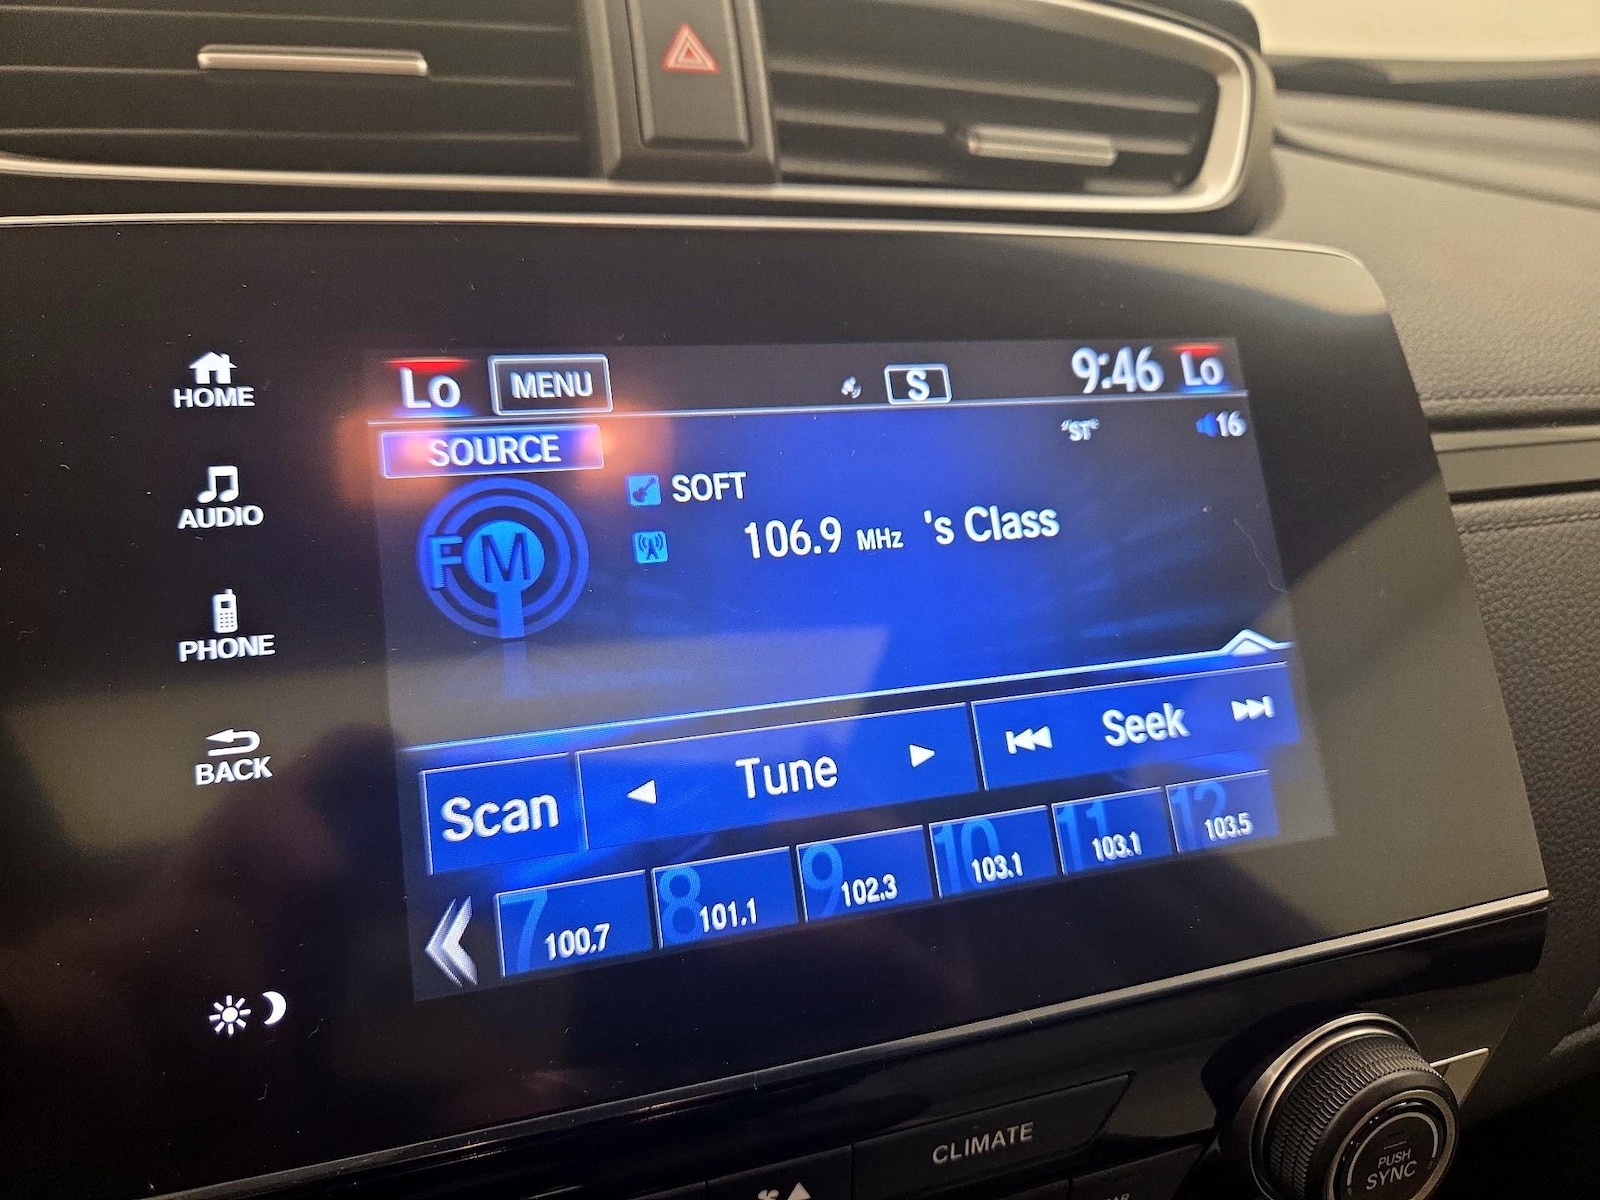 HOME
AUDIO
PHONE
BACK
Lo MENU S 9:46 Lo
SOURCE "ST" 16
FM
SOFT
106.9 MHz 's Class
Scan Tune Seek
7 100.7 8 101.1 9 102.3 10 103.1 11 103.1 12 103.5
CLIMATE
PUSH
SYNC